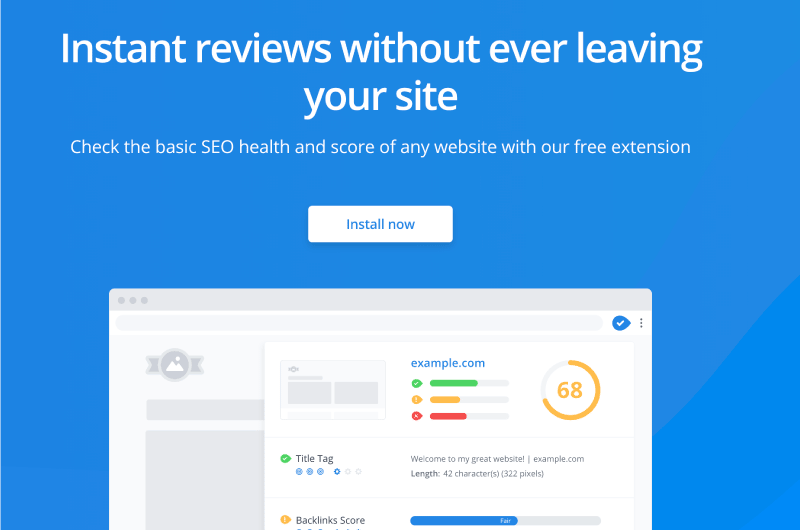 Instant reviews without ever leaving
your site
Check the basic SEO health and score of any website with our free extension
Install now
example.com
68
Title Tag
Welcome to my great website! | example.com
Length: 42 character(s) (322 pixels)
Backlinks Score
Fair